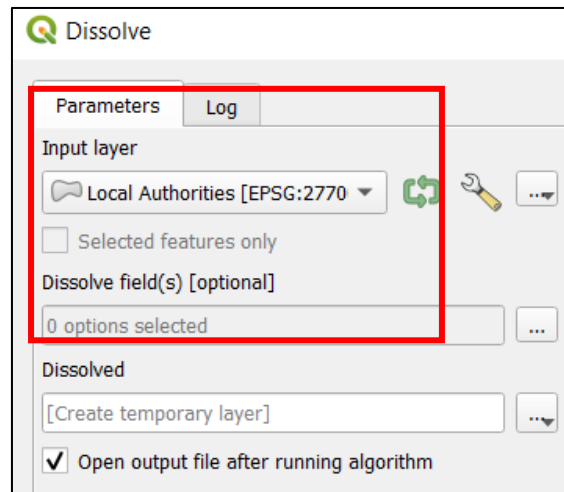 Dissolve
Parameters Log
Input layer
Local Authorities [EPSG:2770
Selected features only
Dissolve field(s) [optional]
0 options selected
...
Dissolved
[Create temporary layer]
Open output file after running algorithm